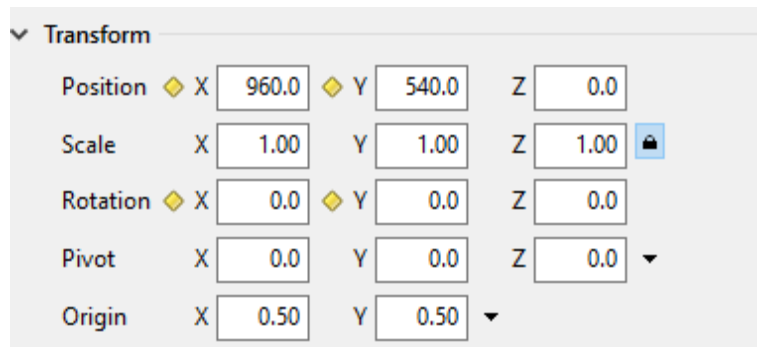 Transform
Position X 960.0 Y 540.0 Z 0.0
Scale X 1.00 Y 1.00 Z 1.00
Rotation X 0.0 Y 0.0 Z 0.0
Pivot X 0.0 Y 0.0 Z 0.0
Origin X 0.50 Y 0.50